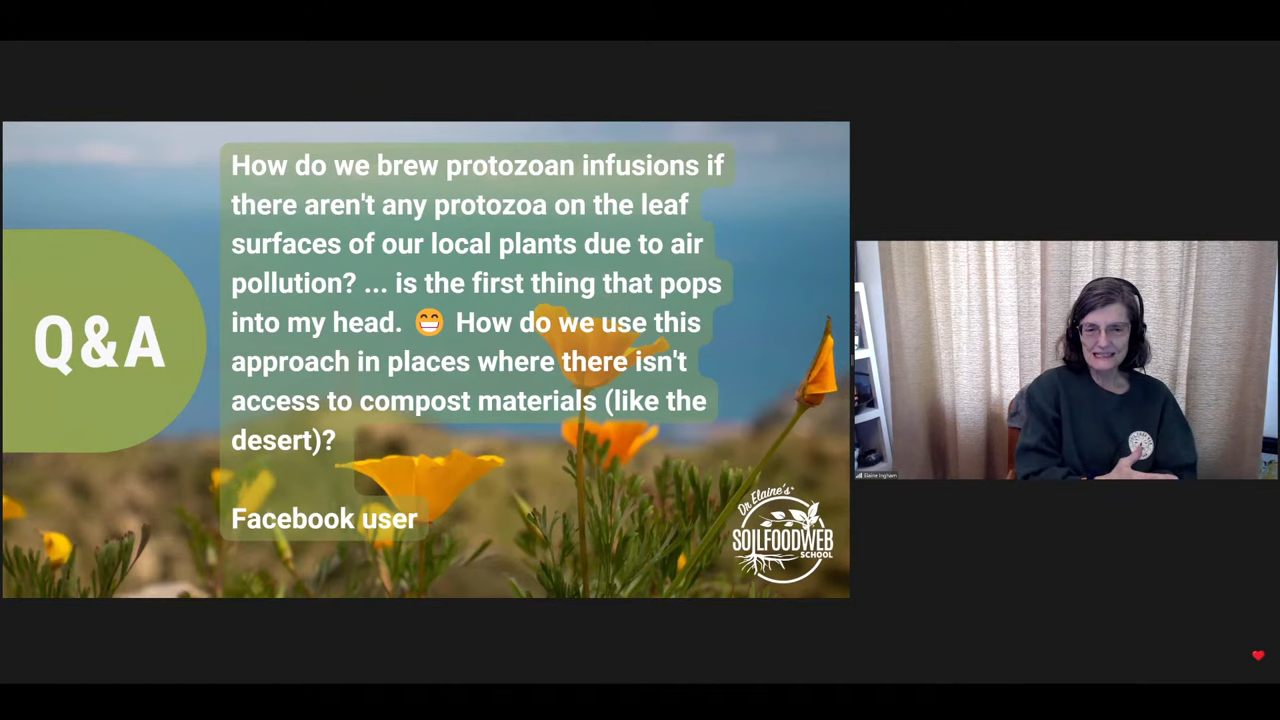 How do we brew protozoan infusions if
there aren't any protozoa on the leaf
surfaces of our local plants due to air
pollution? ... is the first thing that pops
into my head. 😁 How do we use this
approach in places where there isn't
access to compost materials (like the
desert)?
Facebook user
Q&A
Dr. Elaine's
SOILFOODWEB
SCHOOL
Elaine Ingham